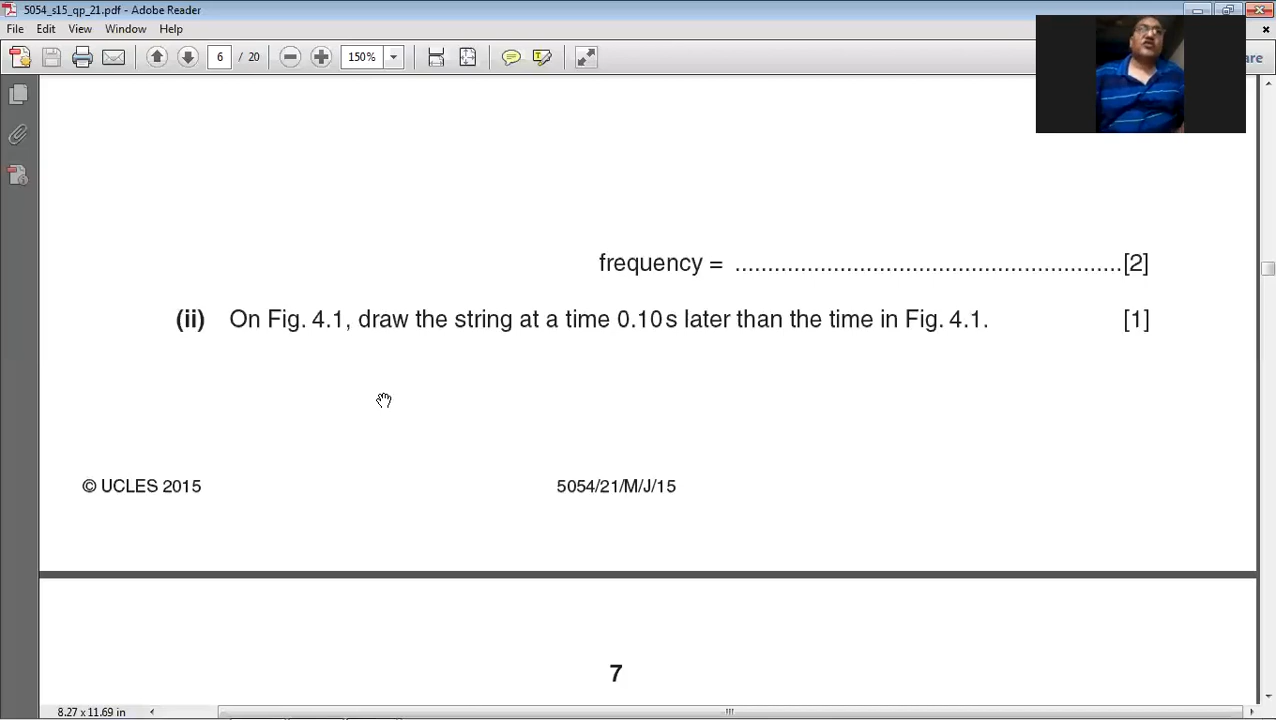 5054_s15_qp_21.pdf - Adobe Reader
File Edit View Window Help
6 / 20 150%
frequency = ..........................................................[2]
(ii) On Fig. 4.1, draw the string at a time 0.10 s later than the time in Fig. 4.1. [1]
© UCLES 2015 5054/21/M/J/15
7
8.27 x 11.69 in